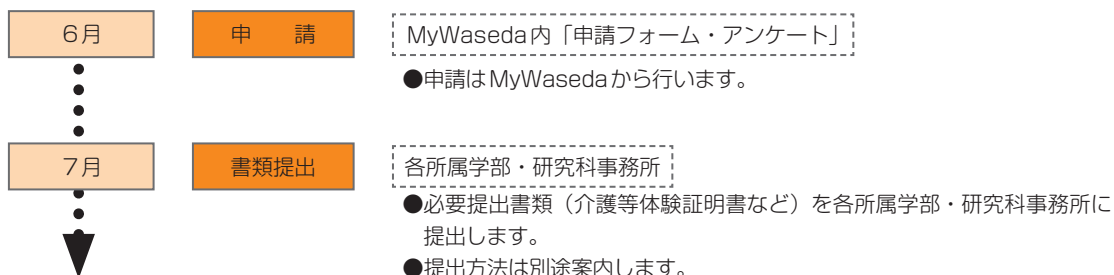 6月
申　請
MyWaseda内「申請フォーム・アンケート」
●申請はMyWasedaから行います。
7月
書類提出
各所属学部・研究科事務所
●必要提出書類（介護等体験証明書など）を各所属学部・研究科事務所に
提出します。
●提出方法は別途案内します。